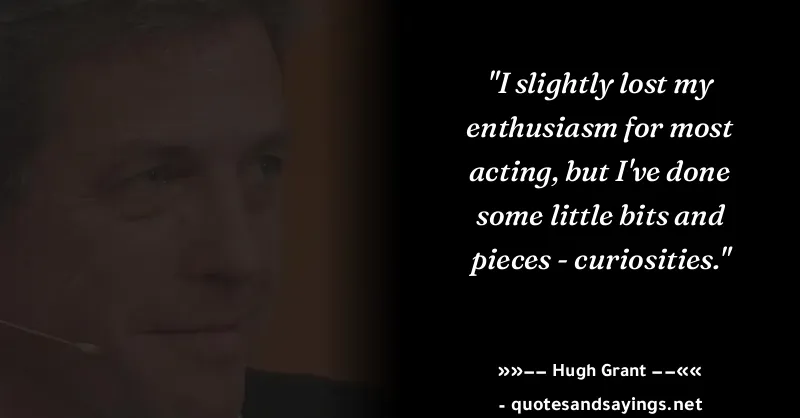 "I slightly lost my
enthusiasm for most
acting, but I've done
some little bits and
pieces - curiosities."
»»–– Hugh Grant ––««
- quotesandsayings.net